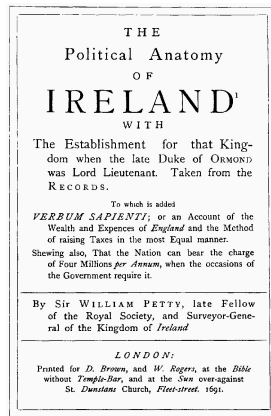 THE
Political Anatomy
OF
IRELAND¹
WITH
The Establishment for that King-
dom when the late Duke of ORMOND
was Lord Lieutenant. Taken from the
RECORDS.
To which is added
VERBUM SAPIENTI; or an Account of the
Wealth and Expences of England and the Method
of raising Taxes in the most Equal manner.
Shewing also, That the Nation can bear the charge
of Four Millions per Annum, when the occasions of
the Government require it.
By Sir WILLIAM PETTY, late Fellow
of the Royal Society, and Surveyor-Gene-
ral of the Kingdom of Ireland
LONDON:
Printed for D. Brown, and W. Rogers, at the Bible
without Temple-Bar, and at the Sun over-against
St. Dunstans Church, Fleet-street. 1691.